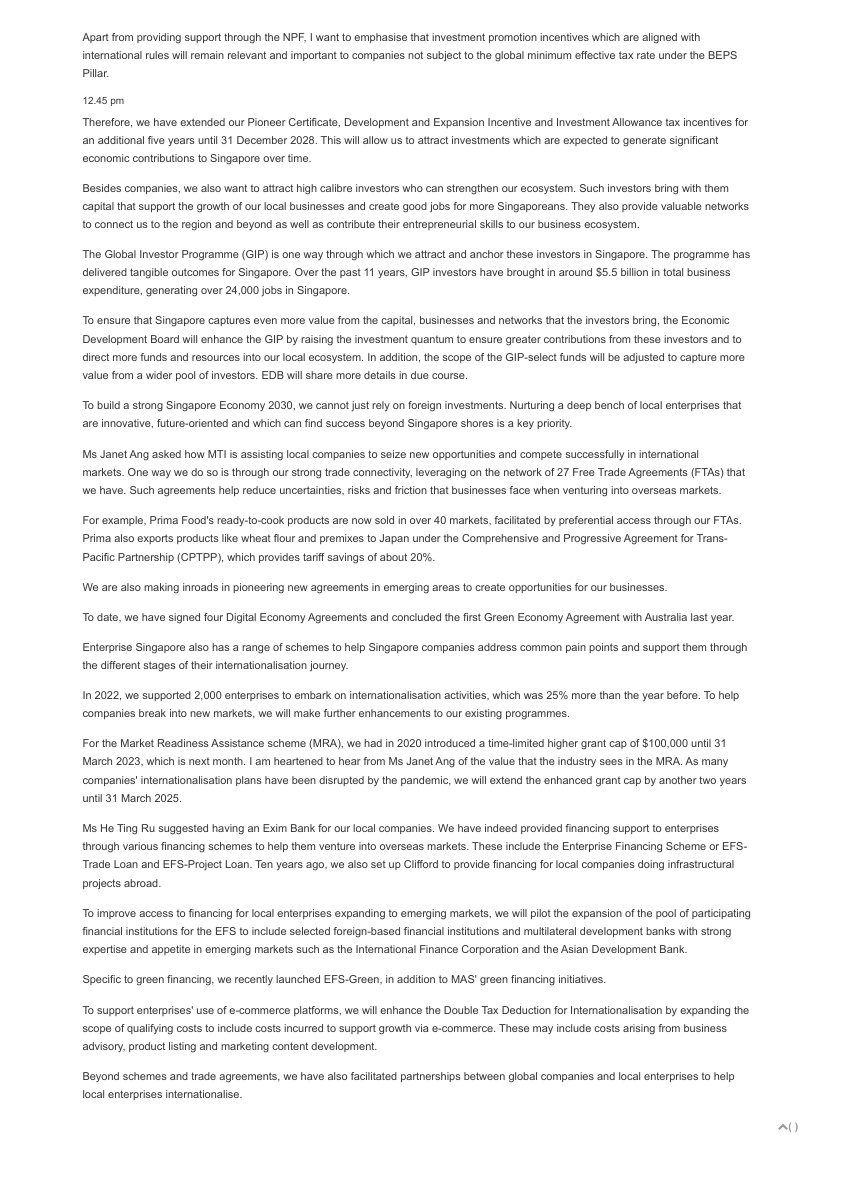 Apart from providing support through the NPF, I want to emphasise that investment promotion incentives which are aligned with
international rules will remain relevant and important to companies not subject to the global minimum effective tax rate under the BEPS
Pillar.
12.45 pm
Therefore, we have extended our Pioneer Certificate, Development and Expansion Incentive and Investment Allowance tax incentives for
an additional five years until 31 December 2028. This will allow us to attract investments which are expected to generate significant
economic contributions to Singapore over time.
Besides companies, we also want to attract high calibre investors who can strengthen our ecosystem. Such investors bring with them
capital that support the growth of our local businesses and create good jobs for more Singaporeans. They also provide valuable networks
to connect us to the region and beyond as well as contribute their entrepreneurial skills to our business ecosystem.
The Global Investor Programme (GIP) is one way through which we attract and anchor these investors in Singapore. The programme has
delivered tangible outcomes for Singapore. Over the past 11 years, GIP investors have brought in around $5.5 billion in total business
expenditure, generating over 24,000 jobs in Singapore.
To ensure that Singapore captures even more value from the capital, businesses and networks that the investors bring, the Economic
Development Board will enhance the GIP by raising the investment quantum to ensure greater contributions from these investors and to
direct more funds and resources into our local ecosystem. In addition, the scope of the GIP-select funds will be adjusted to capture more
value from a wider pool of investors. EDB will share more details in due course.
To build a strong Singapore Economy 2030, we cannot just rely on foreign investments. Nurturing a deep bench of local enterprises that
are innovative, future-oriented and which can find success beyond Singapore shores is a key priority.
Ms Janet Ang asked how MTI is assisting local companies to seize new opportunities and compete successfully in international
markets. One way we do so is through our strong trade connectivity, leveraging on the network of 27 Free Trade Agreements (FTAs) that
we have. Such agreements help reduce uncertainties, risks and friction that businesses face when venturing into overseas markets.
For example, Prima Food's ready-to-cook products are now sold in over 40 markets, facilitated by preferential access through our FTAs.
Prima also exports products like wheat flour and premixes to Japan under the Comprehensive and Progressive Agreement for Trans-
Pacific Partnership (CPTPP), which provides tariff savings of about 20%.
We are also making inroads in pioneering new agreements in emerging areas to create opportunities for our businesses.
To date, we have signed four Digital Economy Agreements and concluded the first Green Economy Agreement with Australia last year.
Enterprise Singapore also has a range of schemes to help Singapore companies address common pain points and support them through
the different stages of their internationalisation journey.
In 2022, we supported 2,000 enterprises to embark on internationalisation activities, which was 25% more than the year before. To help
companies break into new markets, we will make further enhancements to our existing programmes.
For the Market Readiness Assistance scheme (MRA), we had in 2020 introduced a time-limited higher grant cap of $100,000 until 31
March 2023, which is next month. I am heartened to hear from Ms Janet Ang of the value that the industry sees in the MRA. As many
companies' internationalisation plans have been disrupted by the pandemic, we will extend the enhanced grant cap by another two years
until 31 March 2025.
Ms He Ting Ru suggested having an Exim Bank for our local companies. We have indeed provided financing support to enterprises
through various financing schemes to help them venture into overseas markets. These include the Enterprise Financing Scheme or EFS-
Trade Loan and EFS-Project Loan. Ten years ago, we also set up Clifford to provide financing for local companies doing infrastructural
projects abroad.
To improve access to financing for local enterprises expanding to emerging markets, we will pilot the expansion of the pool of participating
financial institutions for the EFS to include selected foreign-based financial institutions and multilateral development banks with strong
expertise and appetite in emerging markets such as the International Finance Corporation and the Asian Development Bank.
Specific to green financing, we recently launched EFS-Green, in addition to MAS' green financing initiatives.
To support enterprises' use of e-commerce platforms, we will enhance the Double Tax Deduction for Internationalisation by expanding the
scope of qualifying costs to include costs incurred to support growth via e-commerce. These may include costs arising from business
advisory, product listing and marketing content development.
Beyond schemes and trade agreements, we have also facilitated partnerships between global companies and local enterprises to help
local enterprises internationalise.
( )